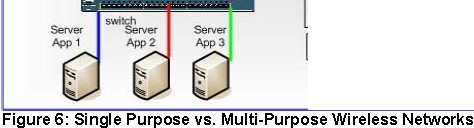 switch
Server Server Server
App 1 App 2 App 3
Figure 6: Single Purpose vs. Multi-Purpose Wireless Networks